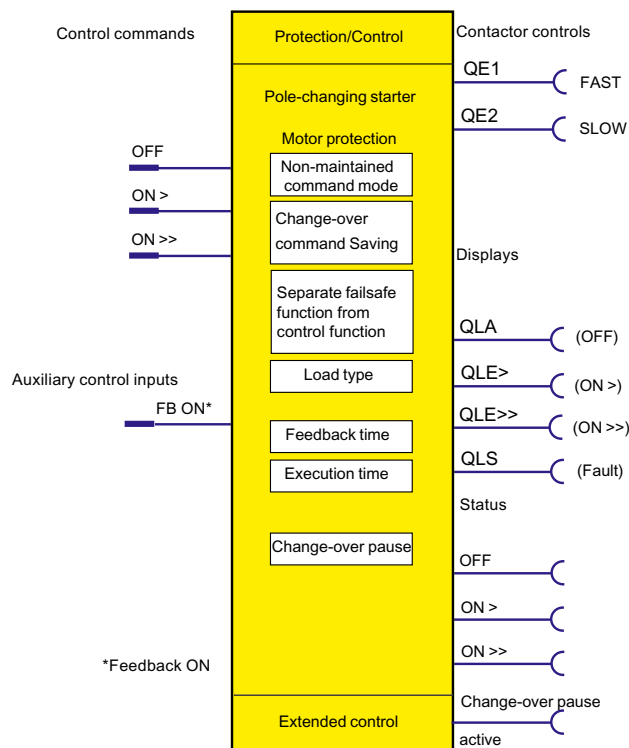 Control commands
Protection/Control
Contactor controls
QE1
FAST
Pole-changing starter
QE2
SLOW
Motor protection
OFF
Non-maintained
command mode
ON >
Change-over
command Saving
ON >>
Displays
Separate failsafe
function from
control function
QLA
(OFF)
Load type
QLE>
(ON >)
Auxiliary control inputs
FB ON*
QLE>>
(ON >>)
Feedback time
QLS
(Fault)
Execution time
Status
Change-over pause
OFF
ON >
ON >>
*Feedback ON
Extended control
Change-over pause
active